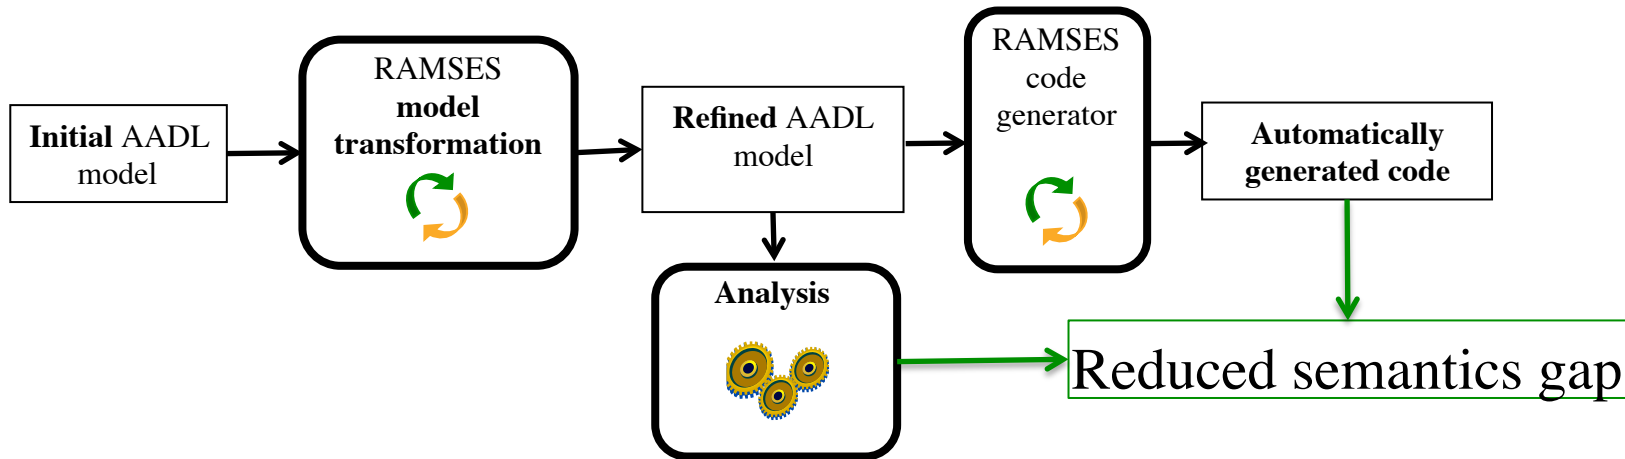 Initial AADL
model
RAMSES
model
transformation
Refined AADL
model
RAMSES
code
generator
Automatically
generated code
Analysis
Reduced semantics gap